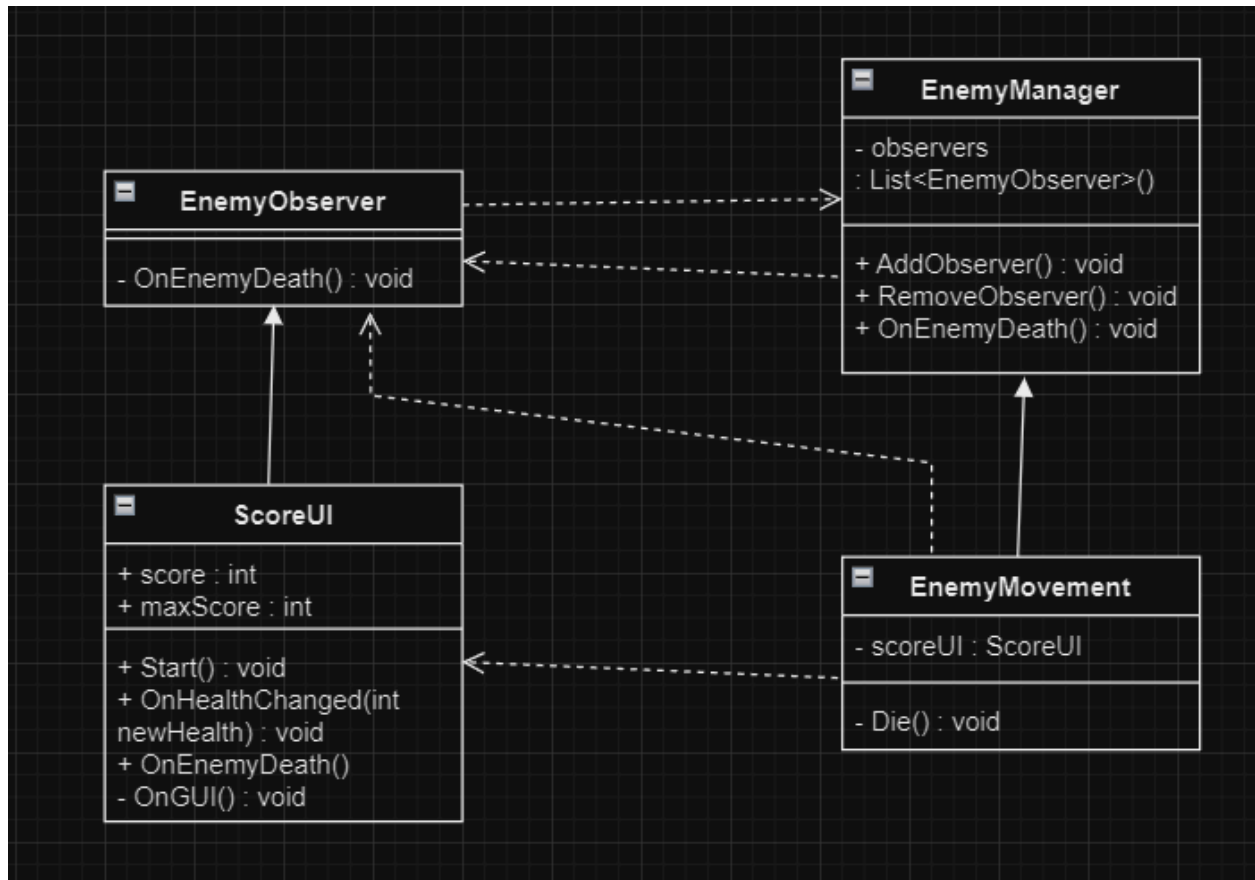 EnemyManager
- observers
: List<EnemyObserver>()
+ AddObserver() : void
+ RemoveObserver() : void
+ OnEnemyDeath() : void
EnemyObserver
- OnEnemyDeath() : void
ScoreUI
+ score : int
+ maxScore : int
+ Start() : void
+ OnHealthChanged(int
newHealth) : void
+ OnEnemyDeath()
- OnGUI() : void
EnemyMovement
- scoreUI : ScoreUI
- Die() : void